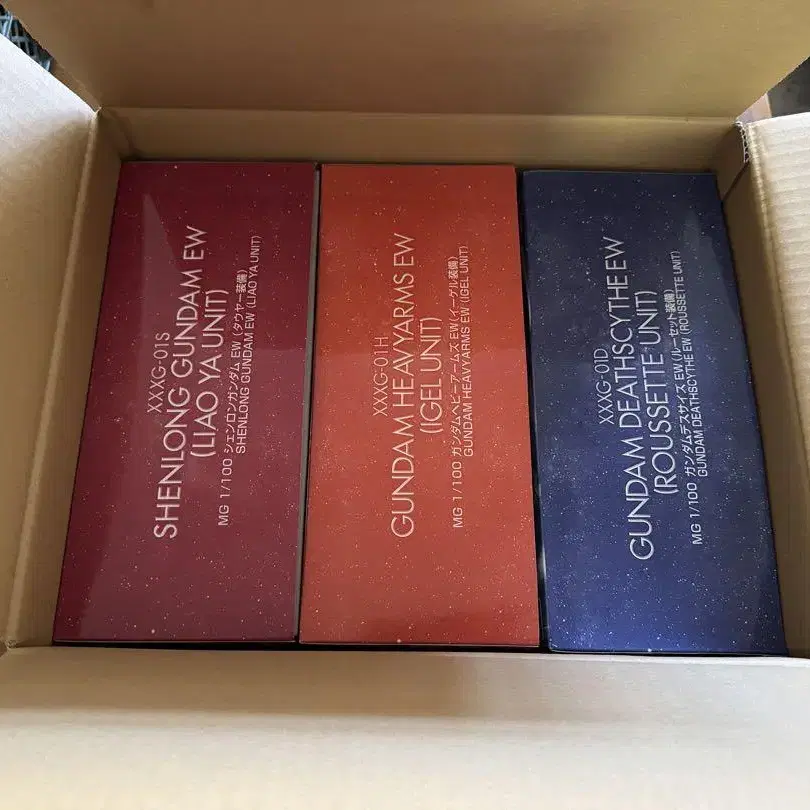 XXXG-01S
SHENLONG GUNDAM EW
(LIAO YA UNIT)
MG 1/100 シェンロンガンダム EW (タウヤー装備)
SHENLONG GUNDAM EW (LIAO YA UNIT)
XXXG-01H
GUNDAM HEAVYARMS EW
(IGEL UNIT)
MG 1/100 ガンダムヘビーアームズ EW (イーゲル装備)
GUNDAM HEAVYARMS EW (IGEL UNIT)
XXXG-01D
GUNDAM DEATHSCYTHE EW
(ROUSSETTE UNIT)
MG 1/100 ガンダムデスサイズ EW (ルーセット装備)
GUNDAM DEATHSCYTHE EW (ROUSSETTE UNIT)